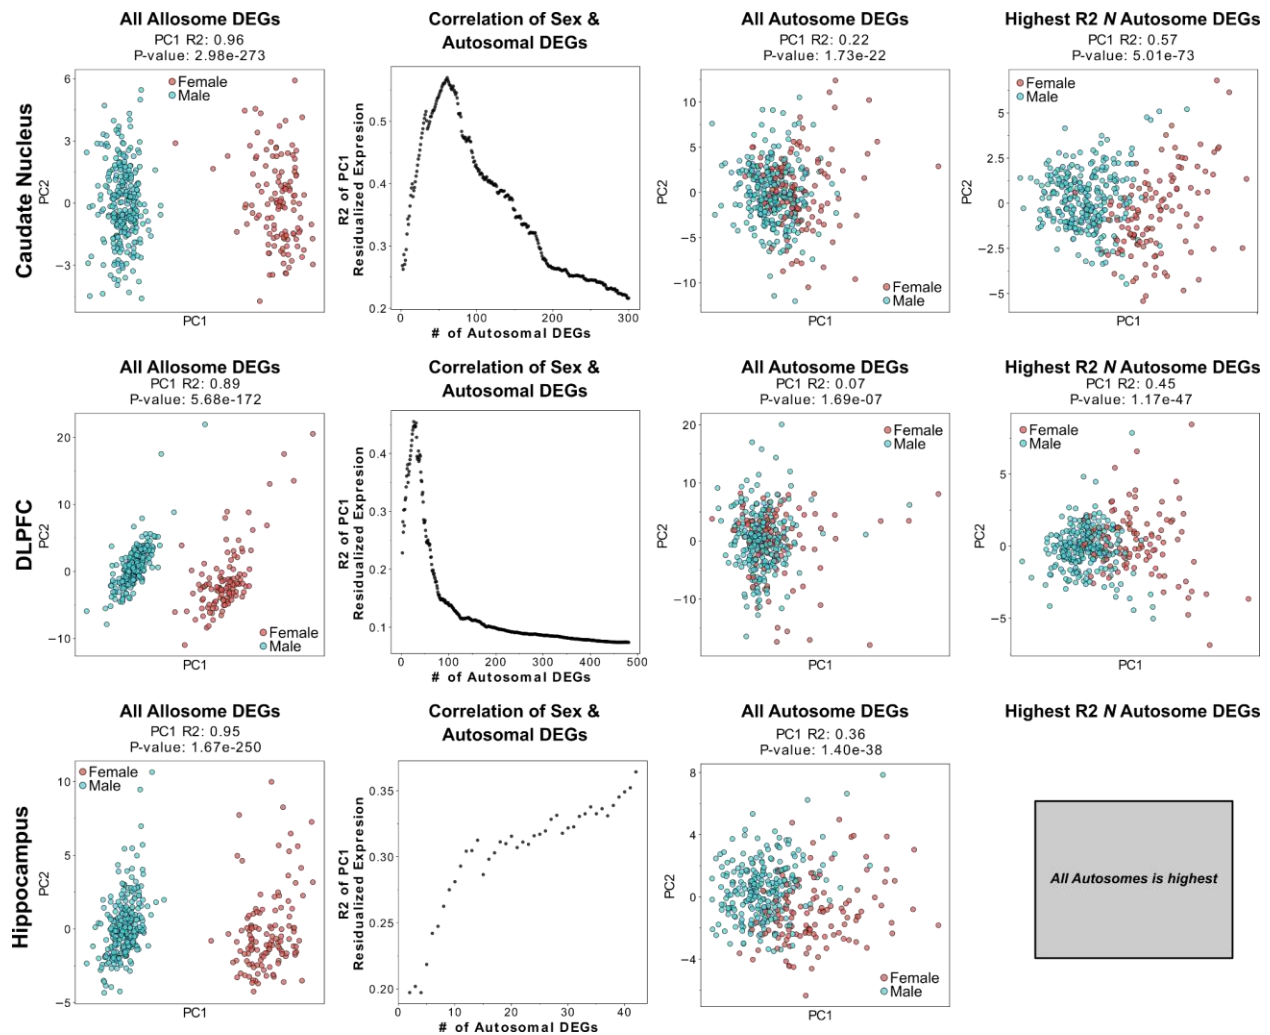 All Allosome DEGs
PC1 R2: 0.96
P-value: 2.98e-273
Correlation of Sex &
Autosomal DEGs
All Autosome DEGs
PC1 R2: 0.22
P-value: 1.73e-22
Highest R2 N Autosome DEGs
PC1 R2: 0.57
P-value: 5.01e-73
Caudate Nucleus
PC2
6
3
0
−3
Female
Male
PC1
R2 of PC1
Residualized Expresion
0.5
0.4
0.3
0.2
0
100
200
300
# of Autosomal DEGs
PC2
10
5
0
−5
−10
Female
Male
PC1
PC2
5.0
2.5
0
−2.5
−5
Female
Male
PC1
All Allosome DEGs
PC1 R2: 0.89
P-value: 5.68e-172
Correlation of Sex &
Autosomal DEGs
All Autosome DEGs
PC1 R2: 0.07
P-value: 1.69e-07
Highest R2 N Autosome DEGs
PC1 R2: 0.45
P-value: 1.17e-47
DLPFC
PC2
20
10
0
−10
Female
Male
PC1
R2 of PC1
Residualized Expresion
0.4
0.3
0.2
0.1
0
100
200
300
400
500
# of Autosomal DEGs
PC2
20
10
0
−10
Female
Male
PC1
PC2
5
0
−5
Female
Male
PC1
All Allosome DEGs
PC1 R2: 0.95
P-value: 1.67e-250
Correlation of Sex &
Autosomal DEGs
All Autosome DEGs
PC1 R2: 0.36
P-value: 1.40e-38
Highest R2 N Autosome DEGs
Hippocampus
PC2
10
5
0
−5
Female
Male
PC1
R2 of PC1
Residualized Expresion
0.35
0.30
0.25
0.20
0
10
20
30
40
# of Autosomal DEGs
PC2
8
4
0
−4
Female
Male
PC1
All Autosomes is highest